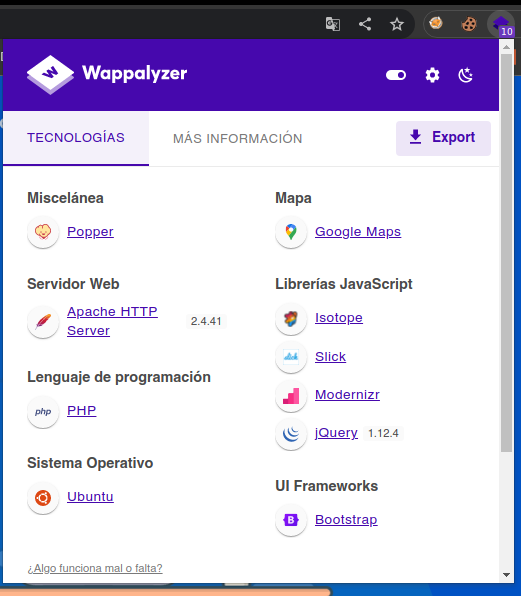 10
Wappalyzer
TECNOLOGÍAS
MÁS INFORMACIÓN
Export
Miscelánea
Popper
Servidor Web
Apache HTTP
Server
2.4.41
Lenguaje de programación
php
PHP
Sistema Operativo
Ubuntu
Mapa
Google Maps
Librerías JavaScript
Isotope
slick
Slick
Modernizr
jQuery
1.12.4
UI Frameworks
B
Bootstrap
¿Algo funciona mal o falta?